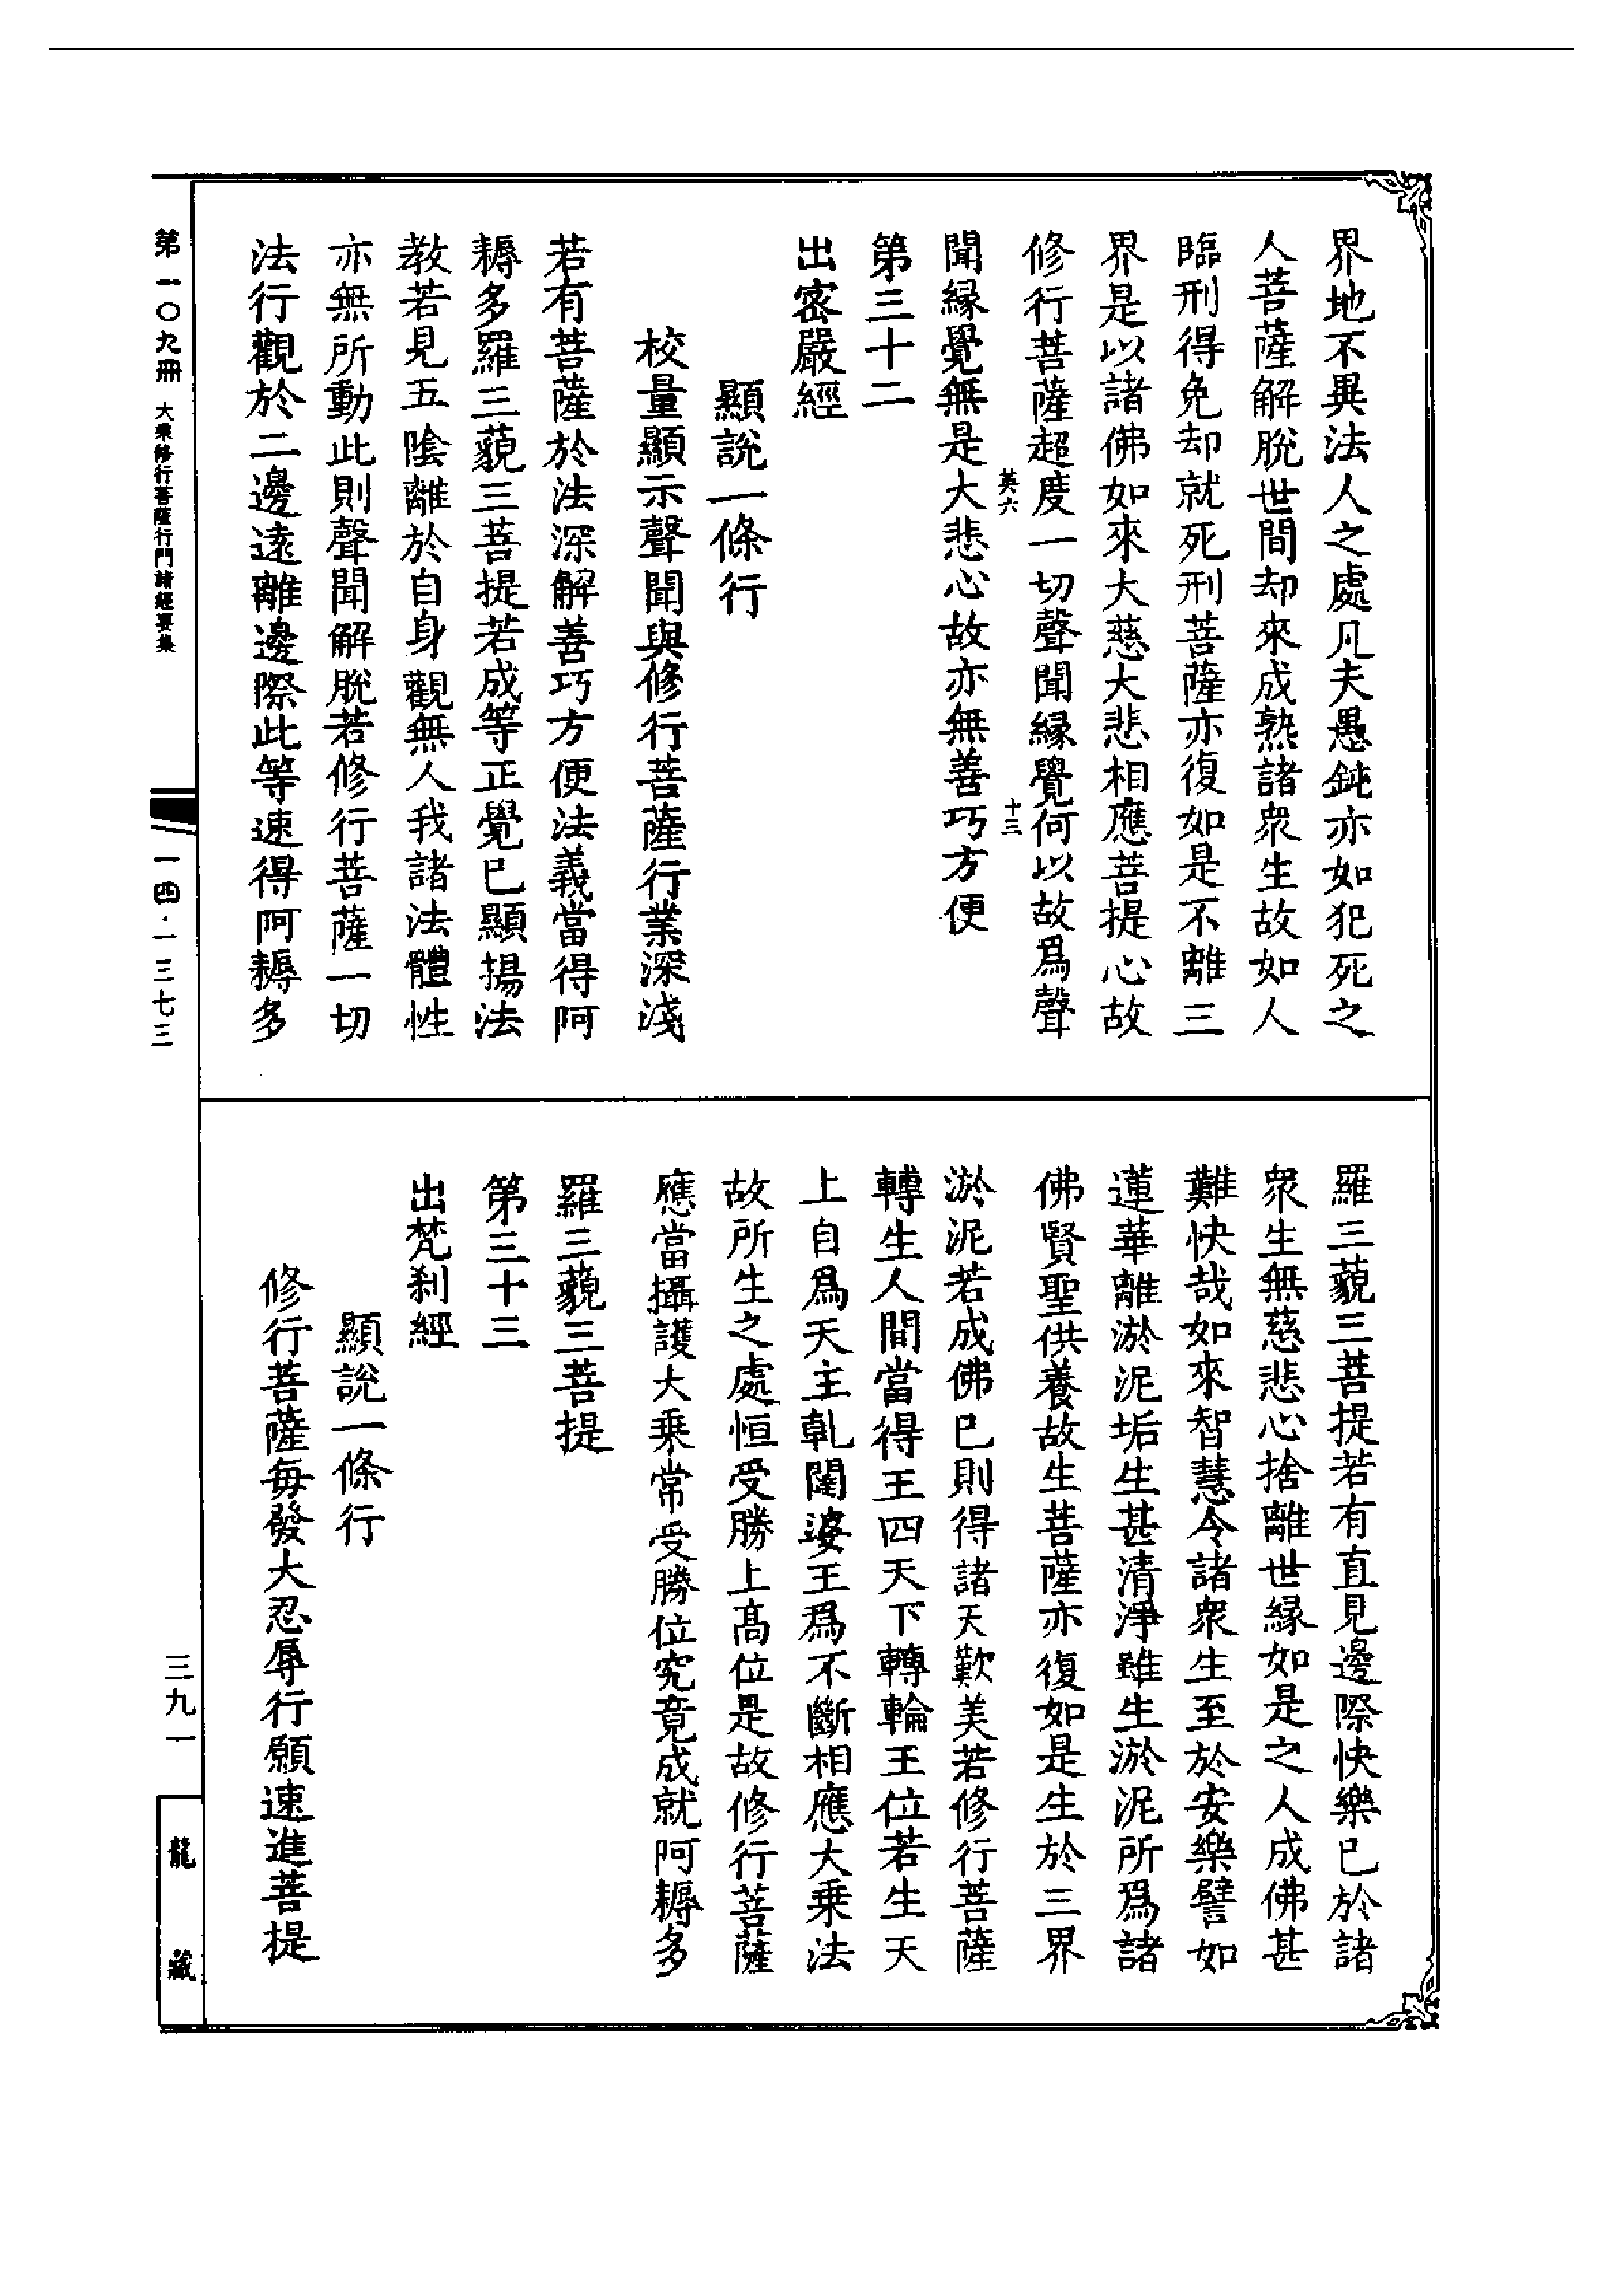 界地不異法人之處凡夫愚鈍亦如犯死之
人菩薩解脫世間却來成熟諸衆生故如人
臨刑得免却就死刑菩薩亦復如是不離三
界是以諸佛如來大慈大悲相應菩提心故
修行菩薩超度一切聲聞緣覺何以故爲聲
英六
十三
聞緣覺無是大悲心故亦無善巧方便
第三十二
出密嚴經
顯說一條行
校量顯示聲聞與修行菩薩行業深淺
若有菩薩於法深解善巧方便法義當得阿
耨多羅三藐三菩提若成等正覺已顯揚法
教若見五陰離於自身觀無人我諸法體性
亦無所動此則聲聞解脫若修行菩薩一切
法行觀於二邊遠離邊際此等速得阿耨多
羅三藐三菩提若有直見邊際快樂已於諸
衆生無慈悲心捨離世緣如是之人成佛甚
難快哉如來智慧令諸衆生至於安樂譬如
蓮華離淤泥垢生甚清淨雖生淤泥所爲諸
佛賢聖供養故生菩薩亦復如是生於三界
淤泥若成佛已則得諸天歎美若修行菩薩
轉生人間當得王四天下轉輪王位若生天
上自爲天主乹闥婆王爲不斷相應大乗法
故所生之處恒受勝上髙位是故修行菩薩
應當攝護大乗常受勝位究竟成就阿耨多
羅三藐三菩提
第三十三
出梵刹經
顯說一條行
修行菩薩每發大忍辱行願速進菩提
第一〇九冊
大乘修行菩薩行門諸經要集
一四·一三七三
三九一
龍藏